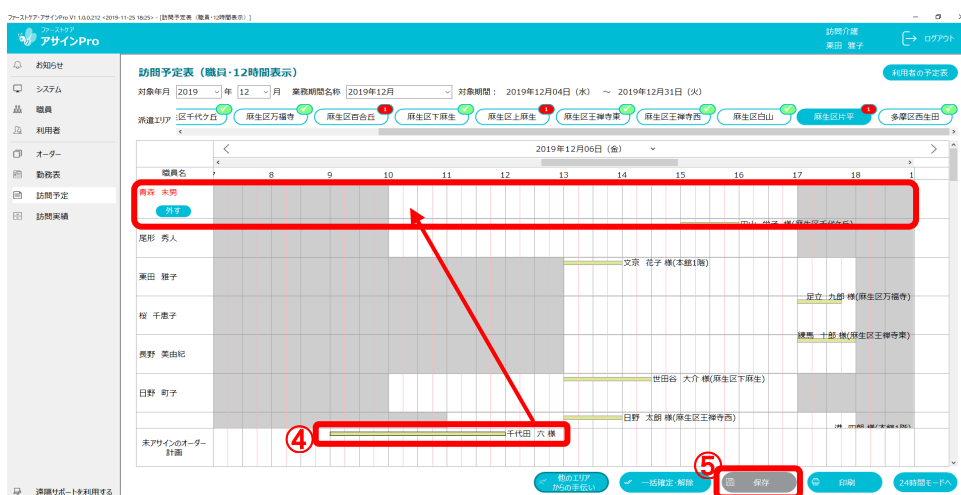 ファーストケア・アサインPro V1 1.0.0.212 <2019-11-25 1825> - [訪問予定表（職員・12時間表示）]
ファーストケア
アサインPro
訪問介護
東田 雅子
ログアウト
お知らせ
システム
職員
利用者
オーダー
勤務表
訪問予定
訪問実績
遠隔サポートを利用する
訪問予定表（職員・12時間表示）
利用者の予定表
対象年月 2019 年 12 月 業務期間名称 2019年12月 対象期間： 2019年12月04日（水） ～ 2019年12月31日（火）
派遣エリア 区千代ケ丘 麻生区万福寺 麻生区百合丘 1 麻生区下麻生 麻生区上麻生 1 麻生区王禅寺東 麻生区王禅寺西 麻生区白山 麻生区片平 1 多摩区西生田
2019年12月06日（金）
職員名 8 9 10 11 12 13 14 15 16 17 18 1
青森 末男
外す
尾形 秀人
文京 花子 様(本館1階)
東田 雅子
足立 九郎 様(麻生区万福寺)
桜 千恵子
練馬 十郎 様(麻生区王禅寺東)
長野 美由紀
世田谷 大介 様(麻生区下麻生)
日野 町子
日野 太朗 様(麻生区王禅寺西)
未アサインのオーダー
計画
④ 千代田 六 様
⑤
他のエリア
からの手伝い
一括確定・解除
保存
印刷
24時間モードへ